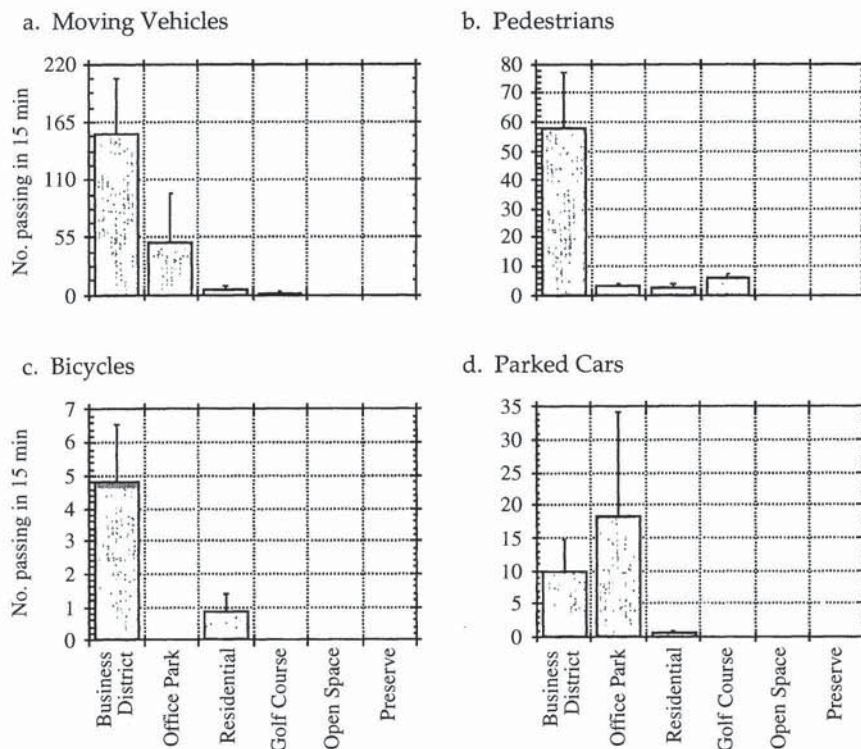 a. Moving Vehicles
No. passing in 15 min
220
165
110
55
0
b. Pedestrians
80
70
60
50
40
30
20
10
0
c. Bicycles
No. passing in 15 min
7
6
5
4
3
2
1
0
Business
District
Office Park
Residential
Golf Course
Open Space
Preserve
d. Parked Cars
35
30
25
20
15
10
5
0
Business
District
Office Park
Residential
Golf Course
Open Space
Preserve